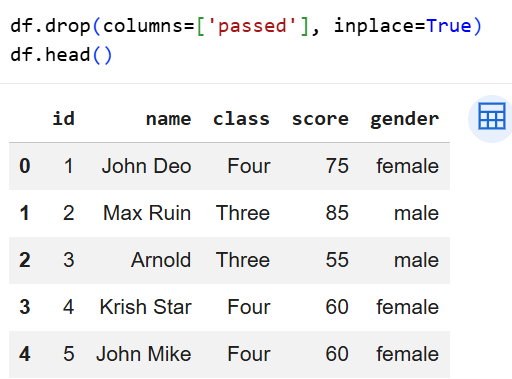 df.drop(columns=['passed'], inplace=True)
df.head()
id name class score gender
0 1 John Deo Four 75 female
1 2 Max Ruin Three 85 male
2 3 Arnold Three 55 male
3 4 Krish Star Four 60 female
4 5 John Mike Four 60 female